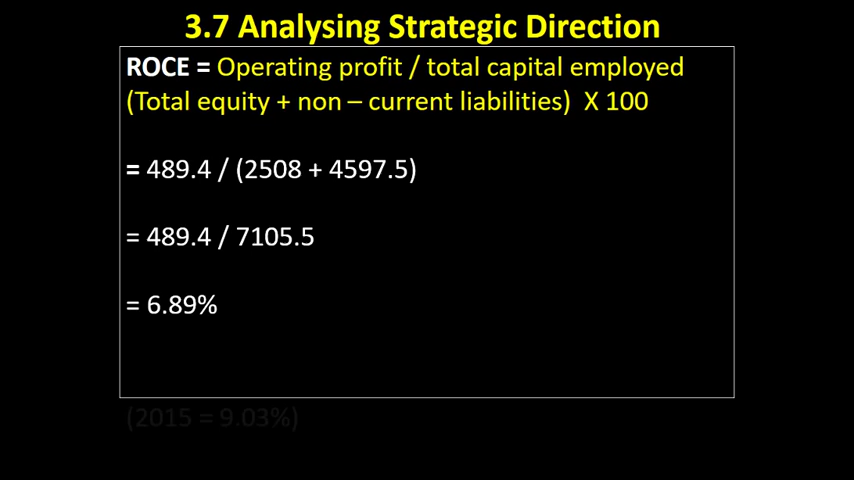 3.7 Analysing Strategic Direction
ROCE = Operating profit / total capital employed
(Total equity + non – current liabilities) X 100
= 489.4 / (2508 + 4597.5)
= 489.4 / 7105.5
= 6.89%
(2015 = 9.03%)